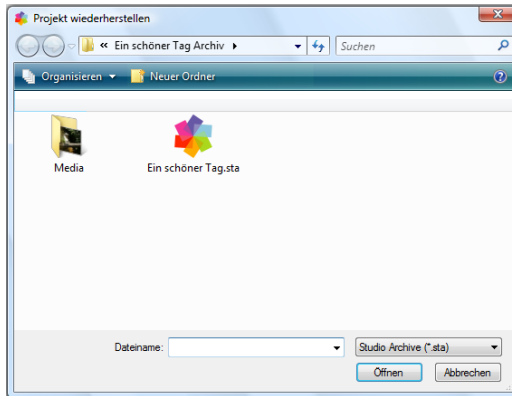 Projekt wiederherstellen
« Ein schöner Tag Archiv
Suchen
Organisieren
Neuer Ordner
Media
Ein schöner Tag.sta
Dateiname:
Studio Archive (*.sta)
Öffnen
Abbrechen